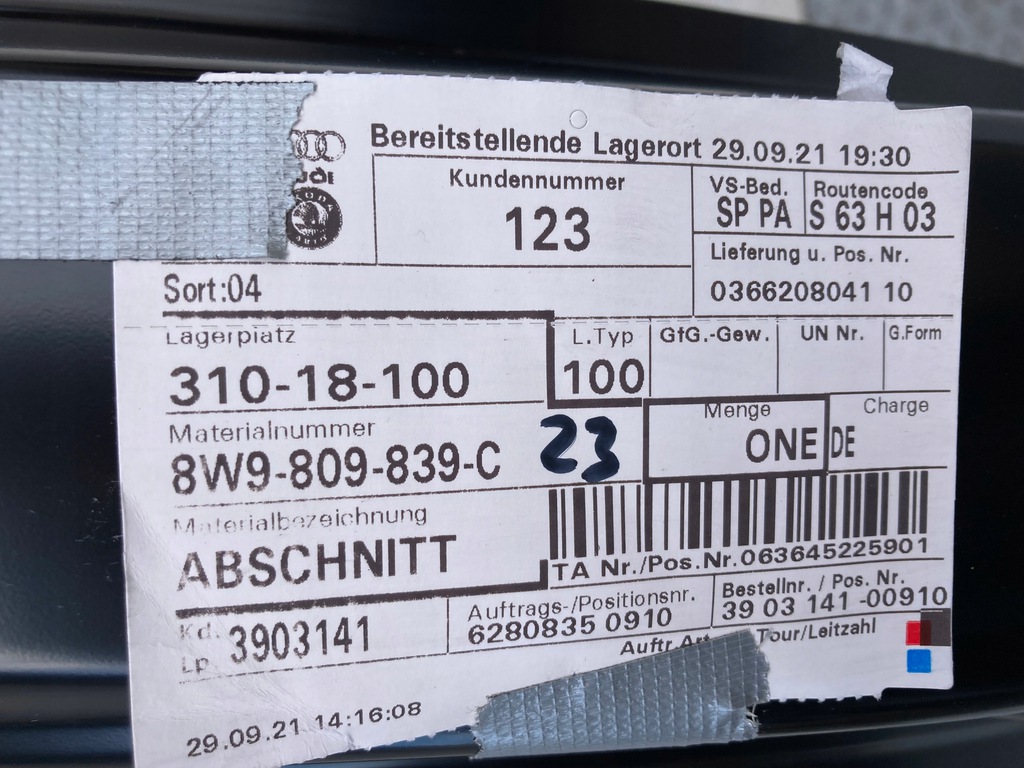 Bereitstellende Lagerort 29.09.21 19:30
Kundennummer
123
VS-Bed.
SP PA
Routencode
S 63 H 03
Lieferung u. Pos. Nr.
0366208041 10
Sort:04
Lagerplatz
310-18-100
L.Typ
100
GfG.-Gew.
UN Nr.
G.Form
Materialnummer
8W9-809-839-C
23
Menge
ONE
Charge
DE
Materialbezeichnung
ABSCHNITT
TA Nr./Pos.Nr.063645225901
Kd.
Lp 3903141
Auftrags-/Positionsnr.
6280835 0910
Bestellnr. / Pos. Nr.
39 03 141 -00910
Auftr.Art
Tour/Leitzahl
29.09.21 14:16:08